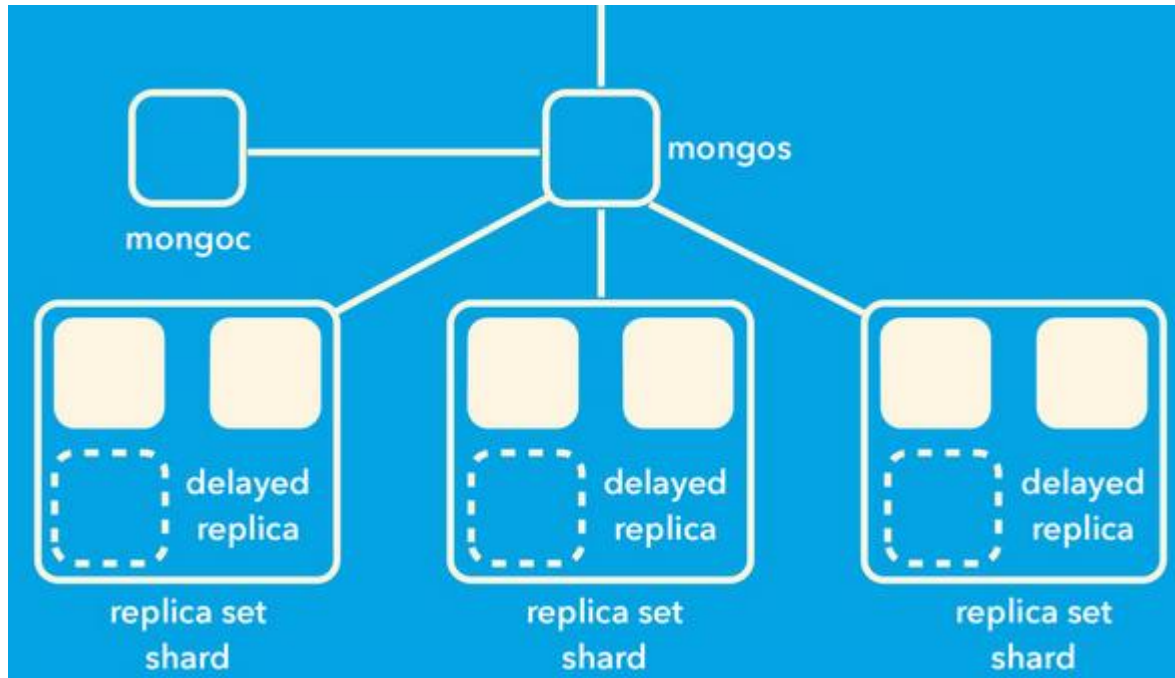 mongos
mongoc
delayed
replica
delayed
replica
delayed
replica
replica set
shard
replica set
shard
replica set
shard